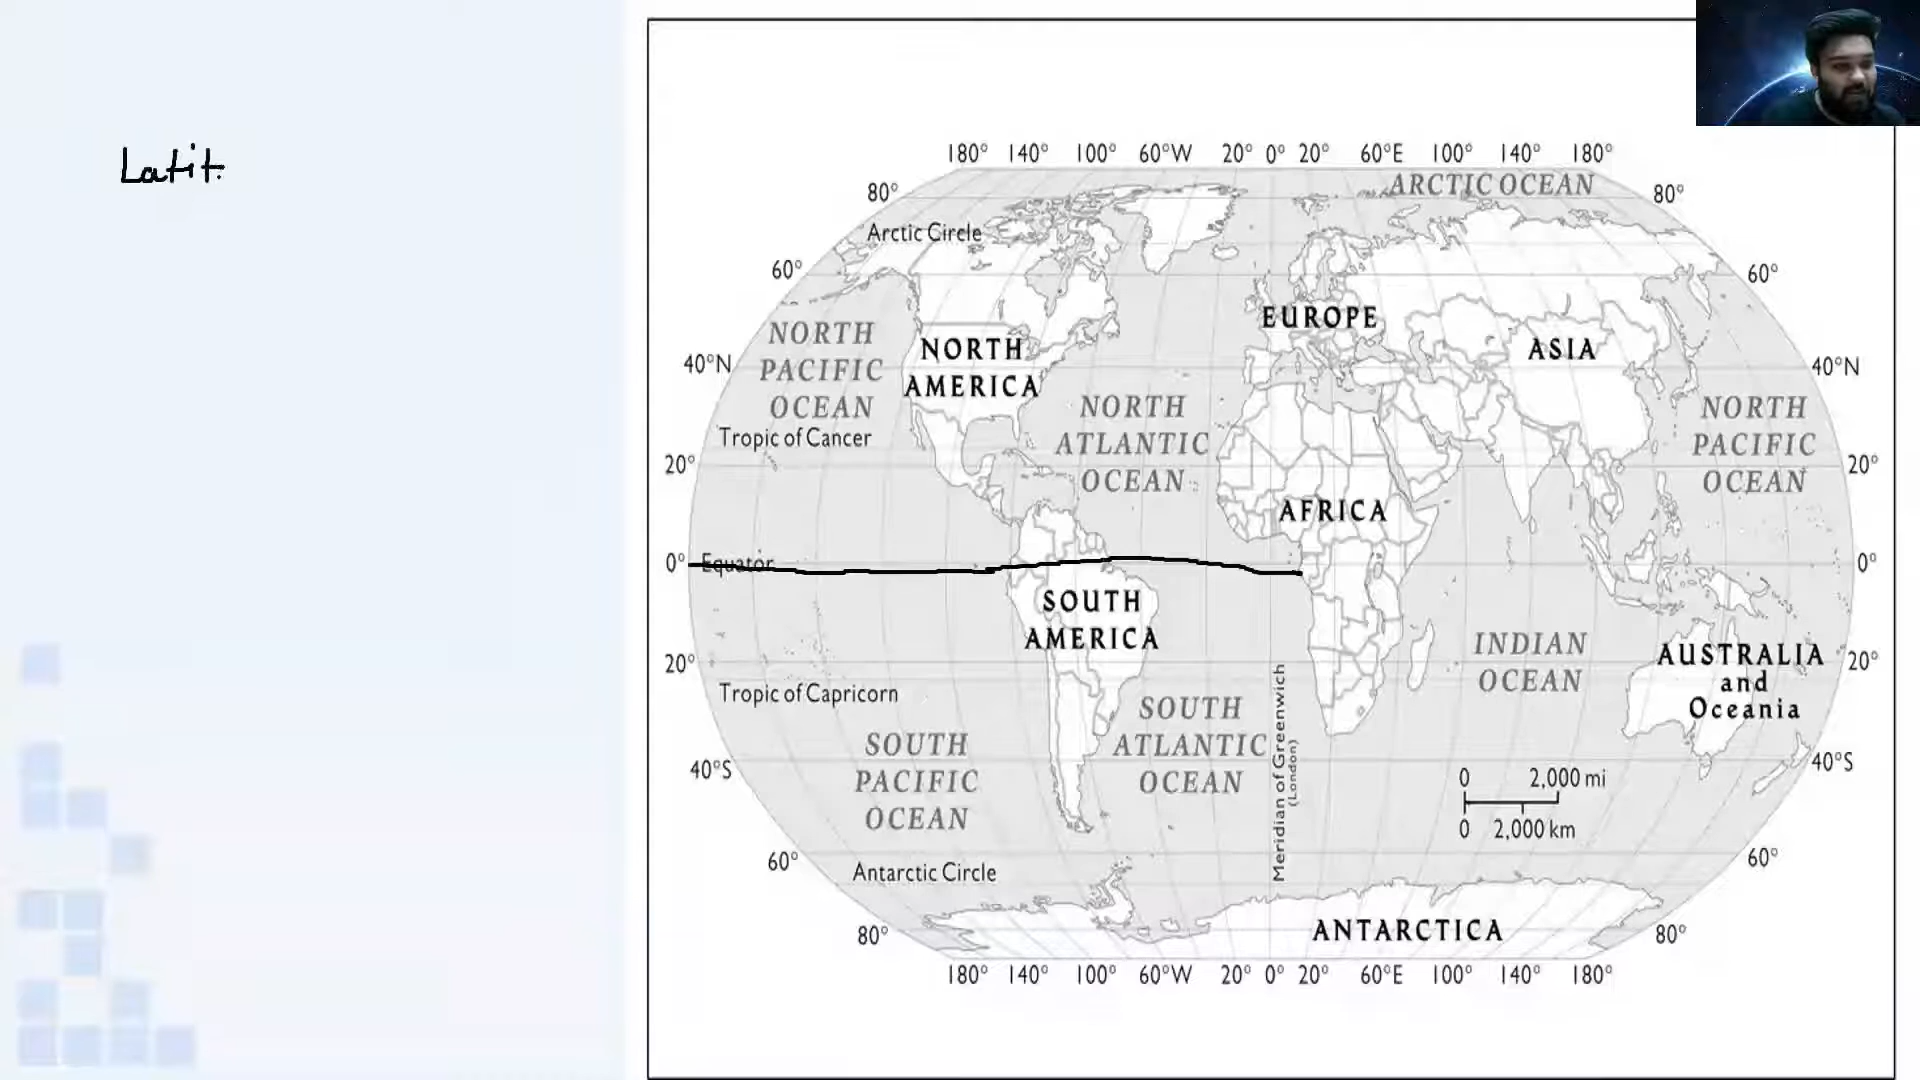 Latit
180° 140° 100° 60°W 20° 0° 20° 60°E 100° 140° 180°
ARCTIC OCEAN
80° 80°
Arctic Circle
60° 60°
EUROPE
NORTH PACIFIC OCEAN
NORTH AMERICA
ASIA
40°N 40°N
NORTH ATLANTIC OCEAN
NORTH PACIFIC OCEAN
Tropic of Cancer
20° 20°
AFRICA
0° Equator 0°
SOUTH AMERICA
INDIAN OCEAN
AUSTRALIA and Oceania
20° 20°
Tropic of Capricorn
SOUTH ATLANTIC OCEAN
Meridian of Greenwich
(London)
SOUTH PACIFIC OCEAN
40°S 40°S
0 2,000 mi
0 2,000 km
60° 60°
Antarctic Circle
80° 80°
ANTARCTICA
180° 140° 100° 60°W 20° 0° 20° 60°E 100° 140° 180°